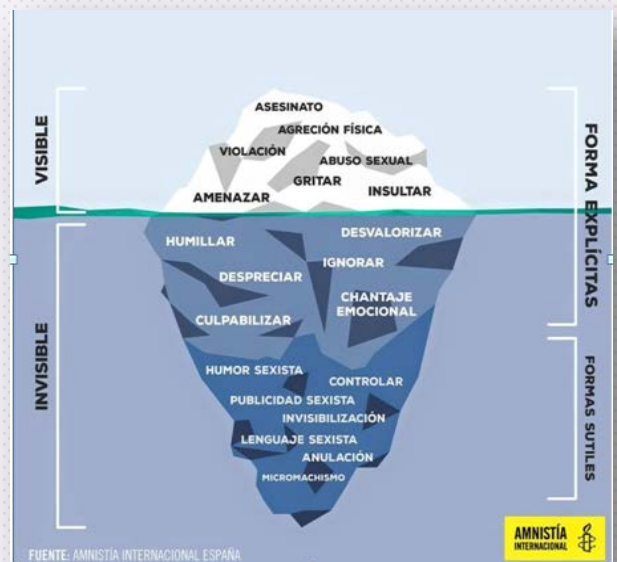 VISIBLE
INVISIBLE
ASESINATO
AGRECIÓN FÍSICA
VIOLACIÓN
ABUSO SEXUAL
GRITAR
AMENAZAR
INSULTAR
HUMILLAR
DESVALORIZAR
IGNORAR
DESPRECIAR
CHANTAJE
EMOCIONAL
CULPABILIZAR
HUMOR SEXISTA
CONTROLAR
PUBLICIDAD SEXISTA
INVISIBILIZACIÓN
LENGUAJE SEXISTA
ANULACIÓN
MICROMACHISMO
FORMA EXPLÍCITAS
FORMAS SUTILES
FUENTE: AMNISTÍA INTERNACIONAL ESPAÑA
AMNISTÍA
INTERNACIONAL